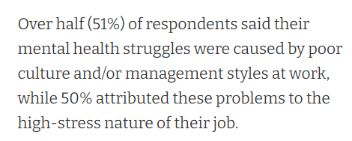 Over half (51%) of respondents said their
mental health struggles were caused by poor
culture and/or management styles at work,
while 50% attributed these problems to the
high-stress nature of their job.